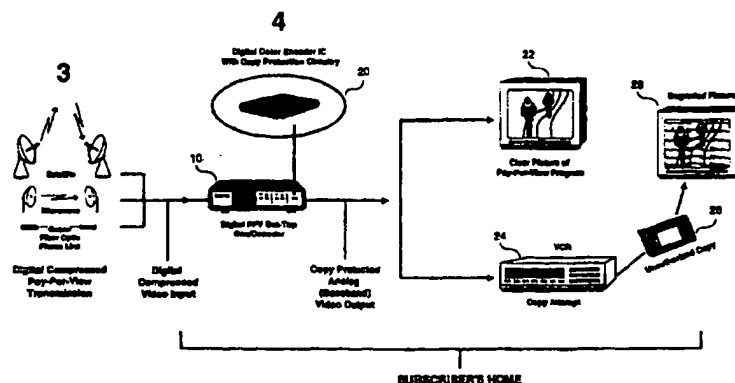 4
Digital Color Encoder IC
With Copy Protection Circuitry
20
3
10
Satellite
Microwave
Fiber Optic
Phone Line
Digital Compressed
Pay-Per-View
Transmission
Digital
Compressed
Video Input
Digital PPV Set-Top
Box/Decoder
Copy Protected
Analog
(Baseband)
Video Output
22
Clear Picture of
Pay-Per-View Program
Degraded Picture
24
VCR
Copy Attempt
Unauthorized Copy
SUBSCRIBER'S HOME